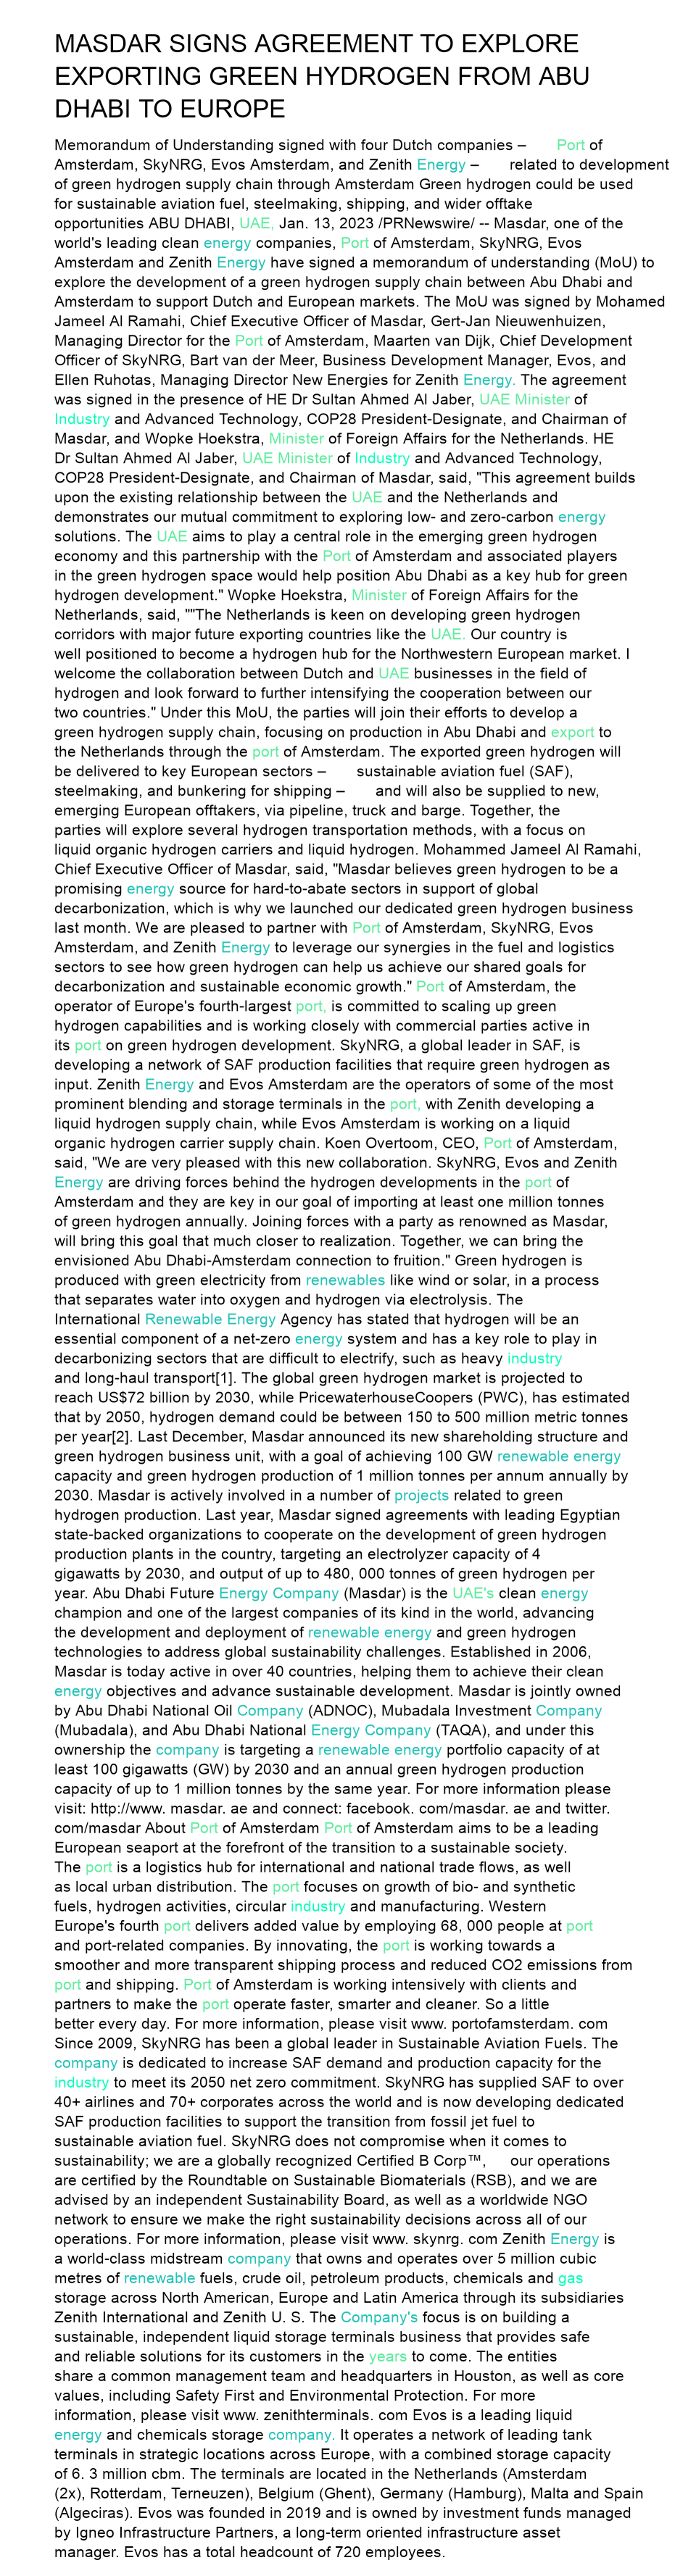 MASDAR SIGNS AGREEMENT TO EXPLORE
EXPORTING GREEN HYDROGEN FROM ABU
DHABI TO EUROPE
Memorandum of Understanding signed with four Dutch companies – Port of
Amsterdam, SkyNRG, Evos Amsterdam, and Zenith Energy – related to development
of green hydrogen supply chain through Amsterdam Green hydrogen could be used
for sustainable aviation fuel, steelmaking, shipping, and wider offtake
opportunities ABU DHABI, UAE, Jan. 13, 2023 /PRNewswire/ -- Masdar, one of the
world's leading clean energy companies, Port of Amsterdam, SkyNRG, Evos
Amsterdam and Zenith Energy have signed a memorandum of understanding (MoU) to
explore the development of a green hydrogen supply chain between Abu Dhabi and
Amsterdam to support Dutch and European markets. The MoU was signed by Mohamed
Jameel Al Ramahi, Chief Executive Officer of Masdar, Gert-Jan Nieuwenhuizen,
Managing Director for the Port of Amsterdam, Maarten van Dijk, Chief Development
Officer of SkyNRG, Bart van der Meer, Business Development Manager, Evos, and
Ellen Ruhotas, Managing Director New Energies for Zenith Energy. The agreement
was signed in the presence of HE Dr Sultan Ahmed Al Jaber, UAE Minister of
Industry and Advanced Technology, COP28 President-Designate, and Chairman of
Masdar, and Wopke Hoekstra, Minister of Foreign Affairs for the Netherlands. HE
Dr Sultan Ahmed Al Jaber, UAE Minister of Industry and Advanced Technology,
COP28 President-Designate, and Chairman of Masdar, said, "This agreement builds
upon the existing relationship between the UAE and the Netherlands and
demonstrates our mutual commitment to exploring low- and zero-carbon energy
solutions. The UAE aims to play a central role in the emerging green hydrogen
economy and this partnership with the Port of Amsterdam and associated players
in the green hydrogen space would help position Abu Dhabi as a key hub for green
hydrogen development." Wopke Hoekstra, Minister of Foreign Affairs for the
Netherlands, said, ""The Netherlands is keen on developing green hydrogen
corridors with major future exporting countries like the UAE. Our country is
well positioned to become a hydrogen hub for the Northwestern European market. I
welcome the collaboration between Dutch and UAE businesses in the field of
hydrogen and look forward to further intensifying the cooperation between our
two countries." Under this MoU, the parties will join their efforts to develop a
green hydrogen supply chain, focusing on production in Abu Dhabi and export to
the Netherlands through the port of Amsterdam. The exported green hydrogen will
be delivered to key European sectors – sustainable aviation fuel (SAF),
steelmaking, and bunkering for shipping – and will also be supplied to new,
emerging European offtakers, via pipeline, truck and barge. Together, the
parties will explore several hydrogen transportation methods, with a focus on
liquid organic hydrogen carriers and liquid hydrogen. Mohammed Jameel Al Ramahi,
Chief Executive Officer of Masdar, said, "Masdar believes green hydrogen to be a
promising energy source for hard-to-abate sectors in support of global
decarbonization, which is why we launched our dedicated green hydrogen business
last month. We are pleased to partner with Port of Amsterdam, SkyNRG, Evos
Amsterdam, and Zenith Energy to leverage our synergies in the fuel and logistics
sectors to see how green hydrogen can help us achieve our shared goals for
decarbonization and sustainable economic growth." Port of Amsterdam, the
operator of Europe's fourth-largest port, is committed to scaling up green
hydrogen capabilities and is working closely with commercial parties active in
its port on green hydrogen development. SkyNRG, a global leader in SAF, is
developing a network of SAF production facilities that require green hydrogen as
input. Zenith Energy and Evos Amsterdam are the operators of some of the most
prominent blending and storage terminals in the port, with Zenith developing a
liquid hydrogen supply chain, while Evos Amsterdam is working on a liquid
organic hydrogen carrier supply chain. Koen Overtoom, CEO, Port of Amsterdam,
said, "We are very pleased with this new collaboration. SkyNRG, Evos and Zenith
Energy are driving forces behind the hydrogen developments in the port of
Amsterdam and they are key in our goal of importing at least one million tonnes
of green hydrogen annually. Joining forces with a party as renowned as Masdar,
will bring this goal that much closer to realization. Together, we can bring the
envisioned Abu Dhabi-Amsterdam connection to fruition." Green hydrogen is
produced with green electricity from renewables like wind or solar, in a process
that separates water into oxygen and hydrogen via electrolysis. The
International Renewable Energy Agency has stated that hydrogen will be an
essential component of a net-zero energy system and has a key role to play in
decarbonizing sectors that are difficult to electrify, such as heavy industry
and long-haul transport[1]. The global green hydrogen market is projected to
reach US$72 billion by 2030, while PricewaterhouseCoopers (PWC), has estimated
that by 2050, hydrogen demand could be between 150 to 500 million metric tonnes
per year[2]. Last December, Masdar announced its new shareholding structure and
green hydrogen business unit, with a goal of achieving 100 GW renewable energy
capacity and green hydrogen production of 1 million tonnes per annum annually by
2030. Masdar is actively involved in a number of projects related to green
hydrogen production. Last year, Masdar signed agreements with leading Egyptian
state-backed organizations to cooperate on the development of green hydrogen
production plants in the country, targeting an electrolyzer capacity of 4
gigawatts by 2030, and output of up to 480, 000 tonnes of green hydrogen per
year. Abu Dhabi Future Energy Company (Masdar) is the UAE's clean energy
champion and one of the largest companies of its kind in the world, advancing
the development and deployment of renewable energy and green hydrogen
technologies to address global sustainability challenges. Established in 2006,
Masdar is today active in over 40 countries, helping them to achieve their clean
energy objectives and advance sustainable development. Masdar is jointly owned
by Abu Dhabi National Oil Company (ADNOC), Mubadala Investment Company
(Mubadala), and Abu Dhabi National Energy Company (TAQA), and under this
ownership the company is targeting a renewable energy portfolio capacity of at
least 100 gigawatts (GW) by 2030 and an annual green hydrogen production
capacity of up to 1 million tonnes by the same year. For more information please
visit: http://www. masdar. ae and connect: facebook. com/masdar. ae and twitter.
com/masdar About Port of Amsterdam Port of Amsterdam aims to be a leading
European seaport at the forefront of the transition to a sustainable society.
The port is a logistics hub for international and national trade flows, as well
as local urban distribution. The port focuses on growth of bio- and synthetic
fuels, hydrogen activities, circular industry and manufacturing. Western
Europe's fourth port delivers added value by employing 68, 000 people at port
and port-related companies. By innovating, the port is working towards a
smoother and more transparent shipping process and reduced CO2 emissions from
port and shipping. Port of Amsterdam is working intensively with clients and
partners to make the port operate faster, smarter and cleaner. So a little
better every day. For more information, please visit www. portofamsterdam. com
Since 2009, SkyNRG has been a global leader in Sustainable Aviation Fuels. The
company is dedicated to increase SAF demand and production capacity for the
industry to meet its 2050 net zero commitment. SkyNRG has supplied SAF to over
40+ airlines and 70+ corporates across the world and is now developing dedicated
SAF production facilities to support the transition from fossil jet fuel to
sustainable aviation fuel. SkyNRG does not compromise when it comes to
sustainability; we are a globally recognized Certified B Corp™, our operations
are certified by the Roundtable on Sustainable Biomaterials (RSB), and we are
advised by an independent Sustainability Board, as well as a worldwide NGO
network to ensure we make the right sustainability decisions across all of our
operations. For more information, please visit www. skynrg. com Zenith Energy is
a world-class midstream company that owns and operates over 5 million cubic
metres of renewable fuels, crude oil, petroleum products, chemicals and gas
storage across North American, Europe and Latin America through its subsidiaries
Zenith International and Zenith U. S. The Company's focus is on building a
sustainable, independent liquid storage terminals business that provides safe
and reliable solutions for its customers in the years to come. The entities
share a common management team and headquarters in Houston, as well as core
values, including Safety First and Environmental Protection. For more
information, please visit www. zenithterminals. com Evos is a leading liquid
energy and chemicals storage company. It operates a network of leading tank
terminals in strategic locations across Europe, with a combined storage capacity
of 6. 3 million cbm. The terminals are located in the Netherlands (Amsterdam
(2x), Rotterdam, Terneuzen), Belgium (Ghent), Germany (Hamburg), Malta and Spain
(Algeciras). Evos was founded in 2019 and is owned by investment funds managed
by Igneo Infrastructure Partners, a long-term oriented infrastructure asset
manager. Evos has a total headcount of 720 employees.